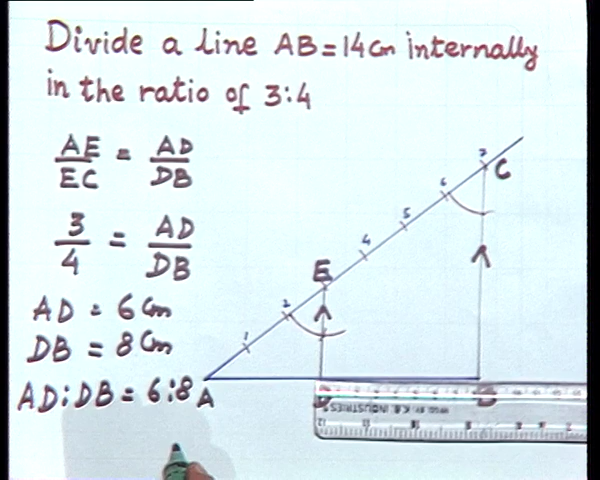 Divide a line AB=14cm internally
in the ratio of 3:4
AE/EC = AD/DB
3/4 = AD/DB
AD = 6cm
DB = 8cm
AD:DB = 6:8
A
1
2
E
4
5
6
7
C
INDUSTRIES